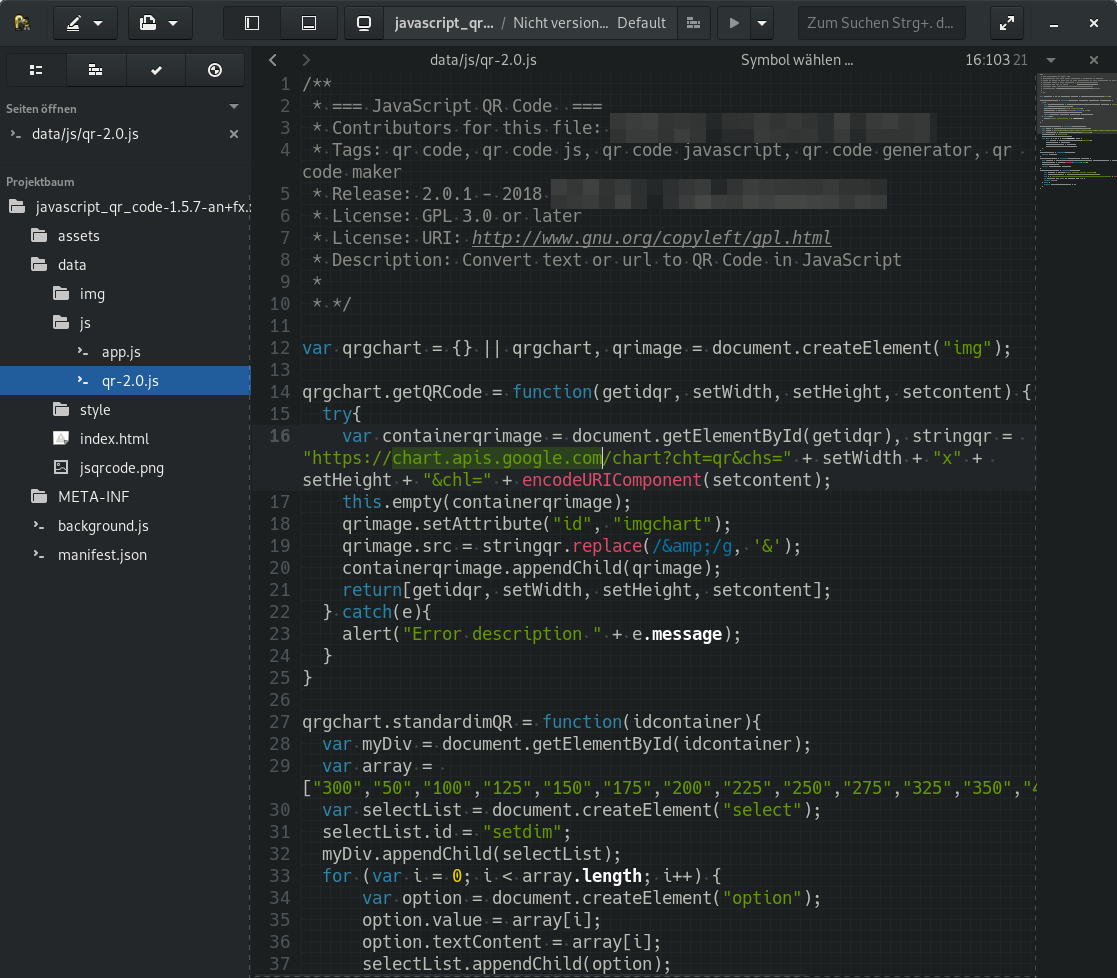 javascript_qr... / Nicht version... Default
Zum Suchen Strg+. d...
Seiten öffnen
data/js/qr-2.0.js
Projektbaum
javascript_qr_code-1.5.7-an+fx.
assets
data
img
js
app.js
qr-2.0.js
style
index.html
jsqrcode.png
META-INF
background.js
manifest.json
data/js/qr-2.0.js Symbol wählen ... 16:103 21
1 /**
2 * === JavaScript QR Code ===
3 * Contributors for this file:
4 * Tags: qr code, qr code js, qr code javascript, qr code generator, qr
code maker
5 * Release: 2.0.1 - 2018
6 * License: GPL 3.0 or later
7 * License: URI: http://www.gnu.org/copyleft/gpl.html
8 * Description: Convert text or url to QR Code in JavaScript
9 *
10 * */
11
12 var qrgchart = {} || qrgchart, qrimage = document.createElement("img");
13
14 qrgchart.getQRCode = function(getidqr, setWidth, setHeight, setcontent) {
15 try{
16 var containerqrimage = document.getElementById(getidqr), stringqr =
"https://chart.apis.google.com/chart?cht=qr&chs=" + setWidth + "x" +
setHeight + "&chl=" + encodeURIComponent(setcontent);
17 this.empty(containerqrimage);
18 qrimage.setAttribute("id", "imgchart");
19 qrimage.src = stringqr.replace(/&amp;/g, '&');
20 containerqrimage.appendChild(qrimage);
21 return[getidqr, setWidth, setHeight, setcontent];
22 } catch(e){
23 alert("Error description " + e.message);
24 }
25 }
26
27 qrgchart.standardimQR = function(idcontainer){
28 var myDiv = document.getElementById(idcontainer);
29 var array =
["300","50","100","125","150","175","200","225","250","275","325","350","4
30 var selectList = document.createElement("select");
31 selectList.id = "setdim";
32 myDiv.appendChild(selectList);
33 for (var i = 0; i < array.length; i++) {
34 var option = document.createElement("option");
35 option.value = array[i];
36 option.textContent = array[i];
37 selectList.appendChild(option);